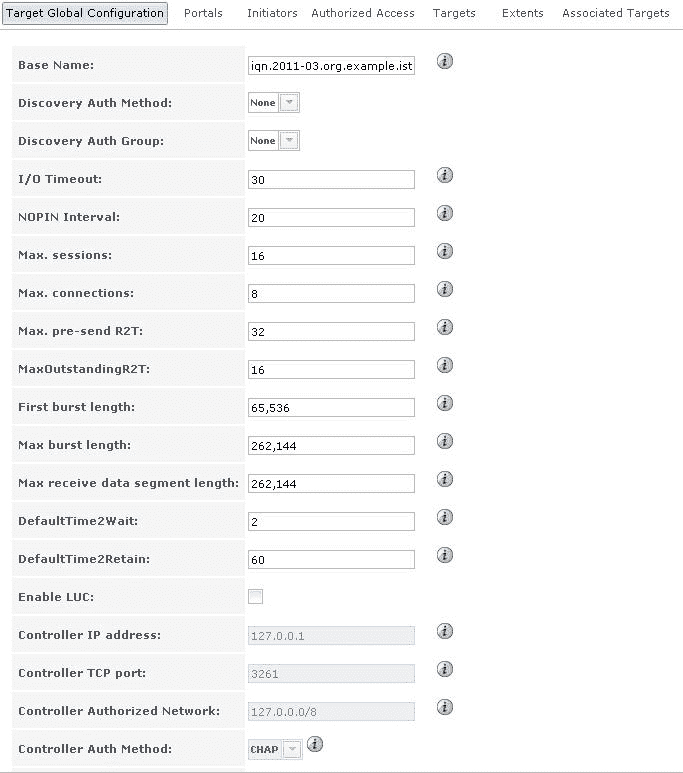 Target Global Configuration Portals Initiators Authorized Access Targets Extents Associated Targets
Base Name: iqn.2011-03.org.example.ist
Discovery Auth Method: None
Discovery Auth Group: None
I/O Timeout: 30
NOPIN Interval: 20
Max. sessions: 16
Max. connections: 8
Max. pre-send R2T: 32
MaxOutstandingR2T: 16
First burst length: 65,536
Max burst length: 262,144
Max receive data segment length: 262,144
DefaultTime2Wait: 2
DefaultTime2Retain: 60
Enable LUC:
Controller IP address: 127.0.0.1
Controller TCP port: 3261
Controller Authorized Network: 127.0.0.0/8
Controller Auth Method: CHAP